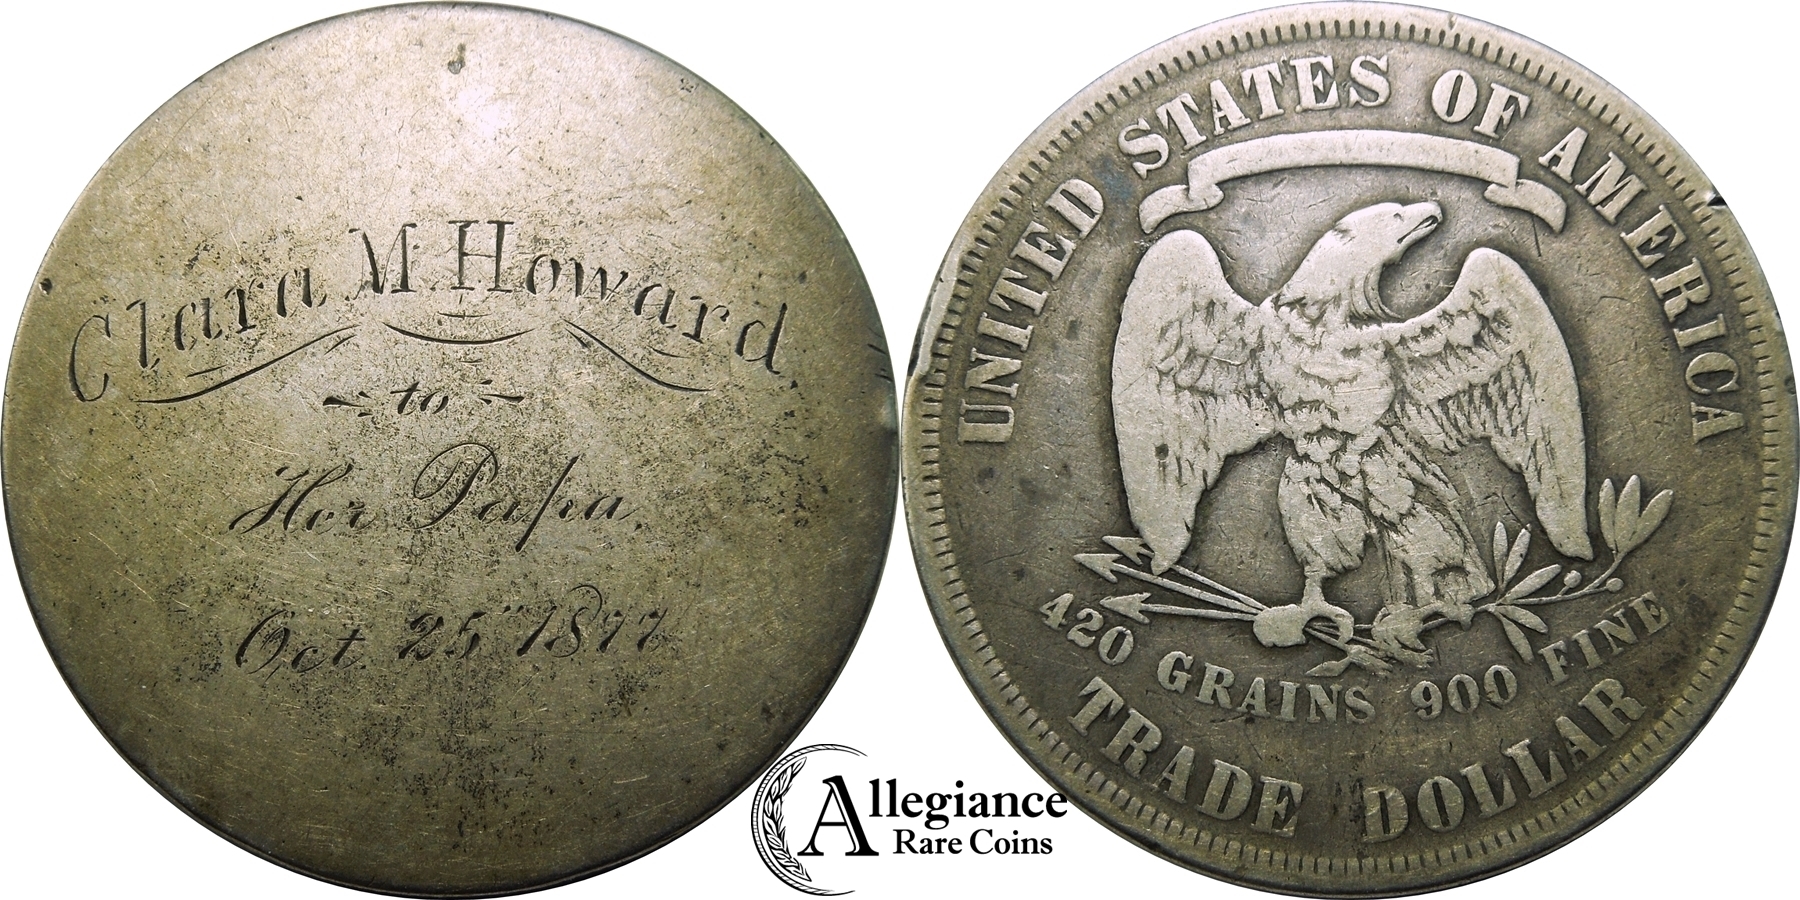 Clara M. Howard.
to
Her Papa.
Oct. 25" 1877
UNITED STATES OF AMERICA
420 GRAINS 900 FINE
TRADE DOLLAR
Allegiance
Rare Coins